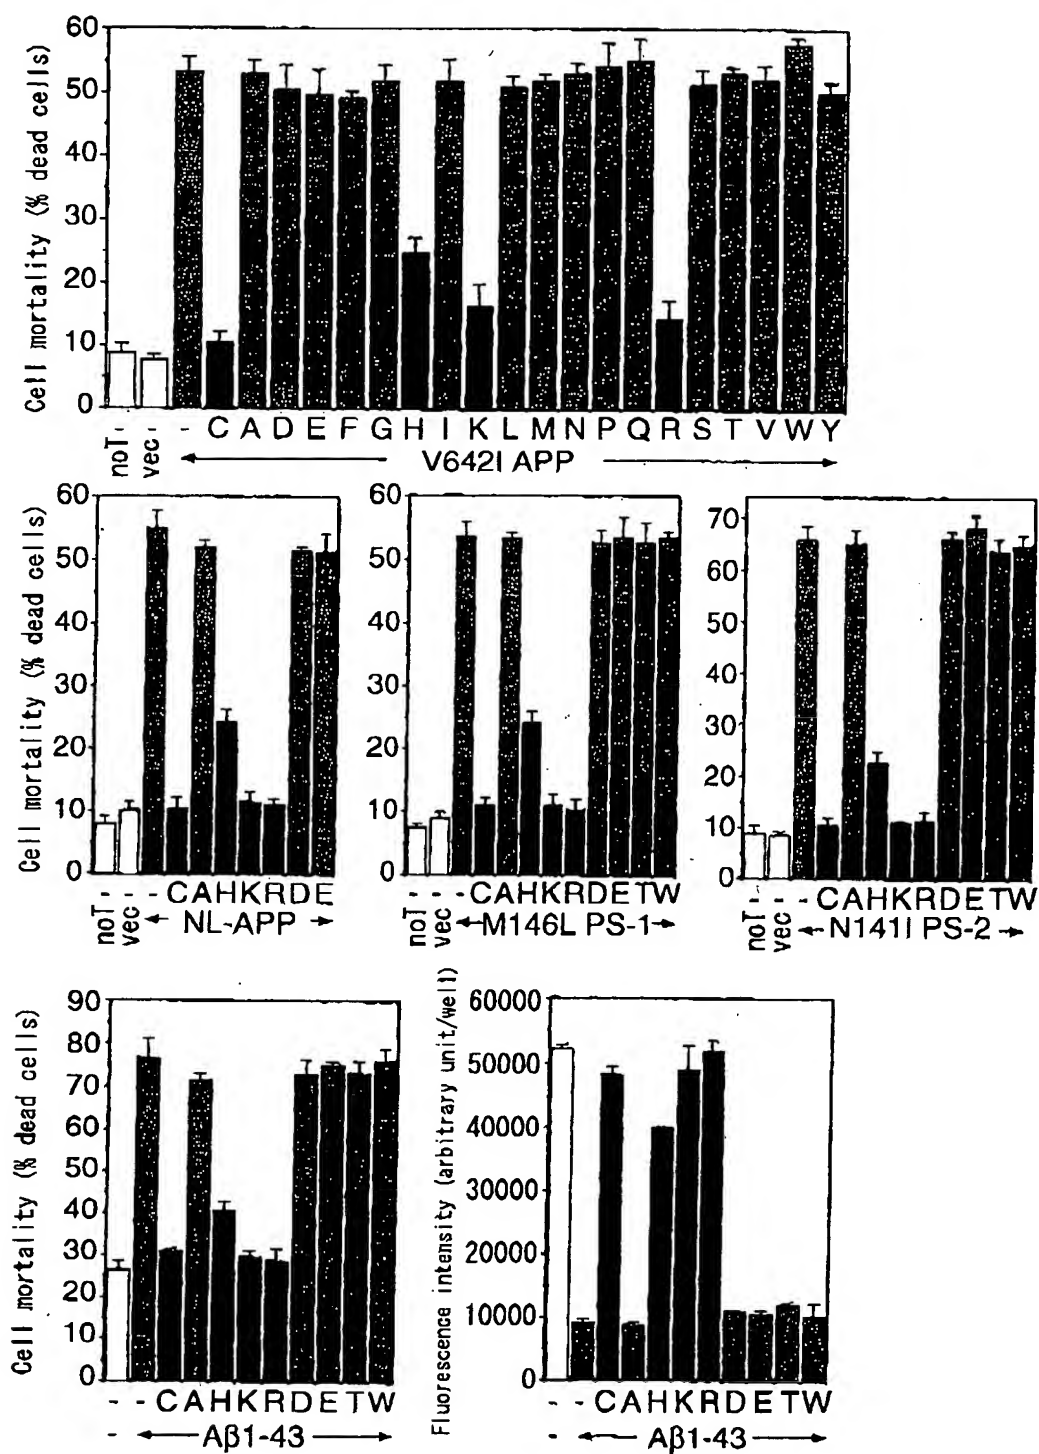 Cell mortality (% dead cells)
60
50
40
30
20
10
0
- - - C A D E F G H I K L M N P Q R S T V W Y
noT vec V642I APP
Cell mortality (% dead cells)
60
50
40
30
20
10
0
- - - C A H K R D E
noT vec NL-APP
60
50
40
30
20
10
0
- - - C A H K R D E T W
noT vec M146L PS-1
70
60
50
40
30
20
10
0
- - - C A H K R D E T W
noT vec N141I PS-2
Cell mortality (% dead cells)
90
80
70
60
50
40
30
20
10
0
- - C A H K R D E T W
- Aβ1-43
Fluorescence intensity (arbitrary unit/well)
60000
50000
40000
30000
20000
10000
0
- - C A H K R D E T W
- Aβ1-43